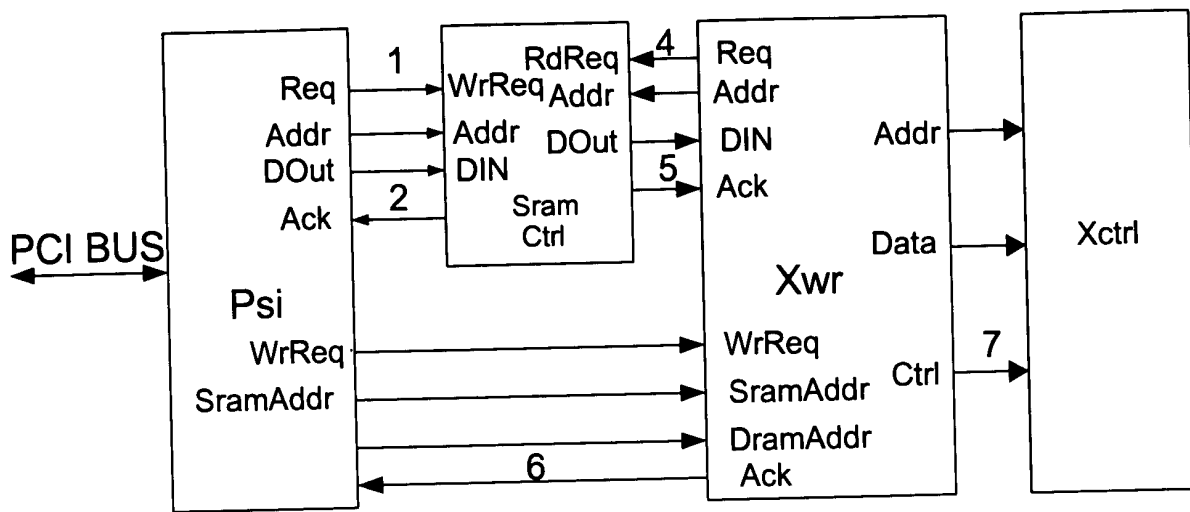 PCI BUS
Psi
Req
Addr
DOut
Ack
WrReq
SramAddr
1
2
WrReq
Addr
DIN
RdReq
Addr
DOut
Sram
Ctrl
4
5
6
Req
Addr
DIN
Ack
Xwr
WrReq
SramAddr
DramAddr
Ack
Addr
Data
Ctrl
7
Xctrl